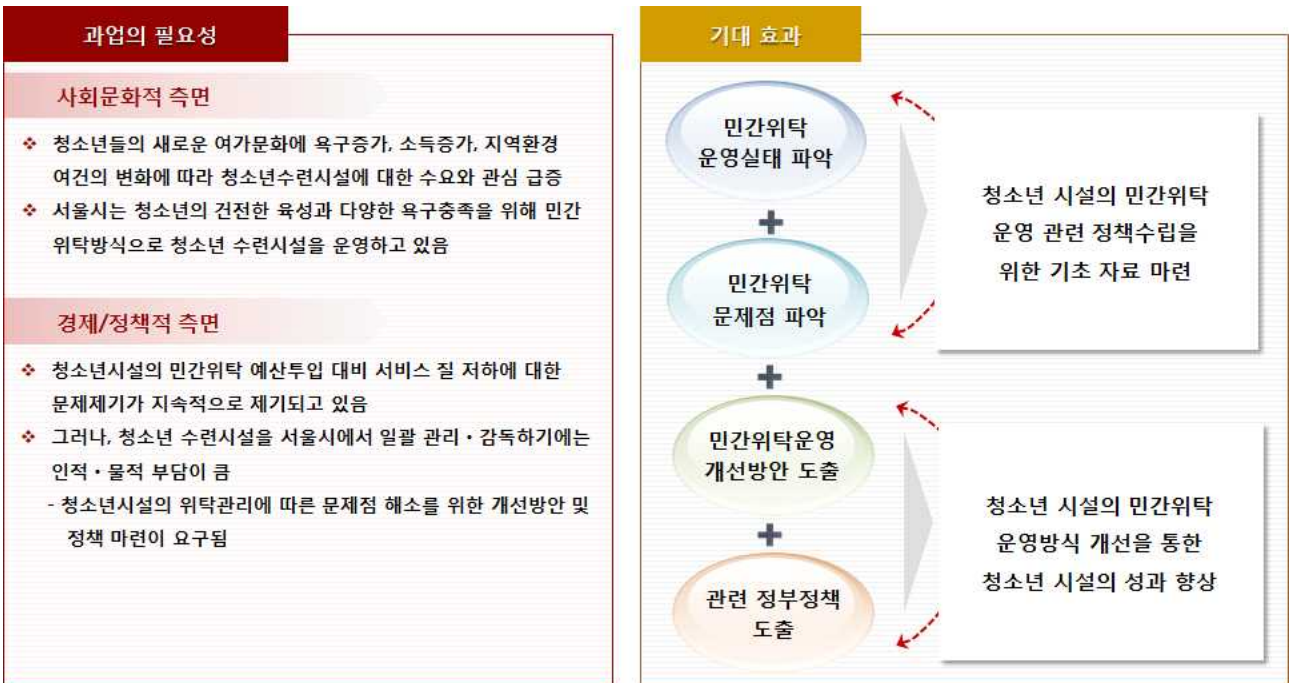 과업의 필요성
사회문화적 측면
❖ 청소년들의 새로운 여가문화에 욕구증가, 소득증가, 지역환경
여건의 변화에 따라 청소년수련시설에 대한 수요와 관심 급증
❖ 서울시는 청소년의 건전한 육성과 다양한 욕구충족을 위해 민간
위탁방식으로 청소년 수련시설을 운영하고 있음
경제/정책적 측면
❖ 청소년시설의 민간위탁 예산투입 대비 서비스 질 저하에 대한
문제제기가 지속적으로 제기되고 있음
❖ 그러나, 청소년 수련시설을 서울시에서 일괄 관리・감독하기에는
인적・물적 부담이 큼
- 청소년시설의 위탁관리에 따른 문제점 해소를 위한 개선방안 및
정책 마련이 요구됨
기대 효과
민간위탁
운영실태 파악
+
민간위탁
문제점 파악
+
민간위탁운영
개선방안 도출
+
관련 정부정책
도출
청소년 시설의 민간위탁
운영 관련 정책수립을
위한 기초 자료 마련
청소년 시설의 민간위탁
운영방식 개선을 통한
청소년 시설의 성과 향상